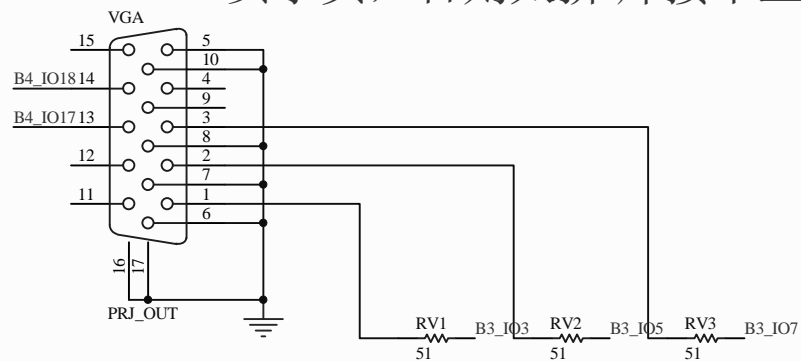 VGA
15 5
10
B4_IO18 14 4
9
B4_IO17 13 3
8
12 2
7
11 1
6
16 17
PRJ_OUT
RV1 B3_IO3 RV2 B3_IO5 RV3 B3_IO7
51 51 51